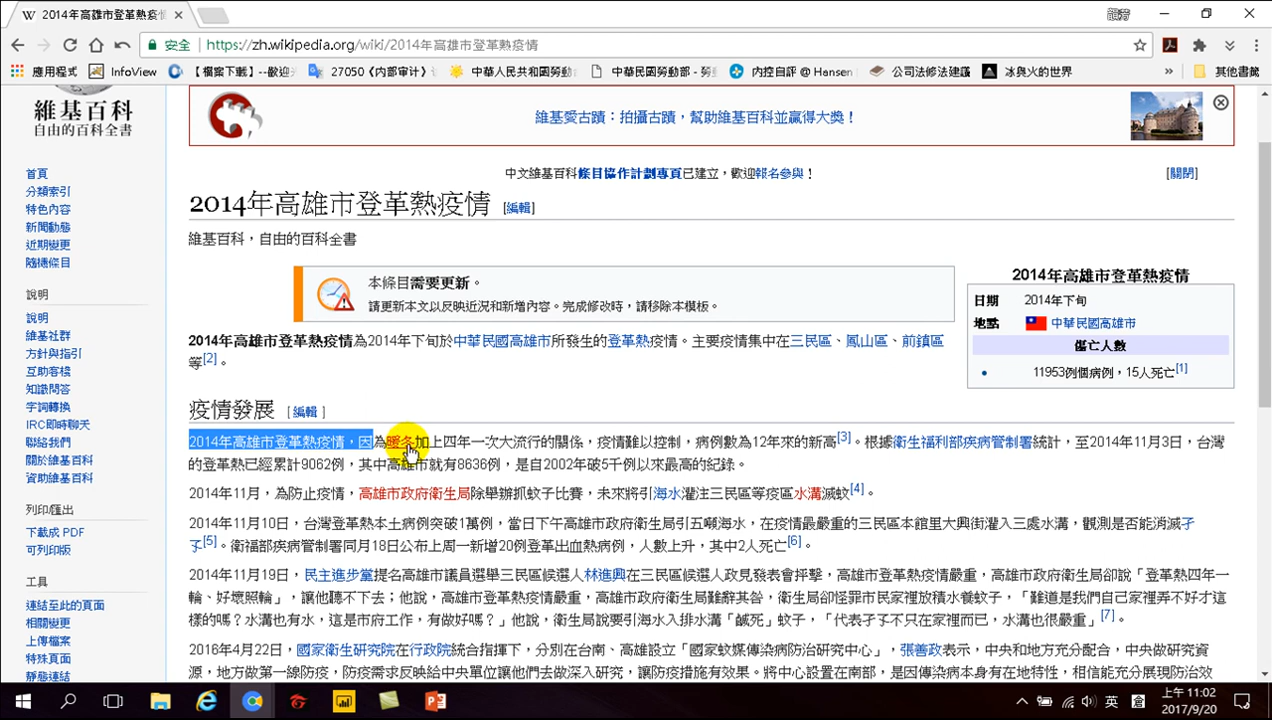 2014年高雄市登革熱疫情
安全 https://zh.wikipedia.org/wiki/2014年高雄市登革熱疫情
應用程式 InfoView 【檔案下載】--歡迎 27050《内部审计》 中華人民共和國勞動 中華民國勞動部 - 勞 內控自評 @ Hansen 公司法修法建議 冰與火的世界 » 其他書籤
維基百科
自由的百科全書
維基愛古蹟：拍攝古蹟，幫助維基百科並贏得大獎！
中文維基百科條目協作計劃專頁已建立，歡迎報名參與！ [關閉]
首頁
分類索引
特色內容
新聞動態
近期變更
隨機條目
說明
說明
維基社群
方針與指引
互助客棧
知識問答
字詞轉換
IRC即時聊天
聯絡我們
關於維基百科
資助維基百科
列印/匯出
下載成 PDF
可列印版
工具
連結至此的頁面
相關變更
上傳檔案
特殊頁面
靜態連結
2014年高雄市登革熱疫情 [編輯]
維基百科，自由的百科全書
本條目需要更新。
請更新本文以反映近況和新增內容。完成修改時，請移除本模板。
2014年高雄市登革熱疫情
日期 2014年下旬
地點 中華民國高雄市
傷亡人數
11953例個病例，15人死亡[1]
2014年高雄市登革熱疫情為2014年下旬於中華民國高雄市所發生的登革熱疫情。主要疫情集中在三民區、鳳山區、前鎮區
等[2]。
疫情發展 [編輯]
2014年高雄市登革熱疫情，因為暖冬加上四年一次大流行的關係，疫情難以控制，病例數為12年來的新高[3]。根據衛生福利部疾病管制署統計，至2014年11月3日，台灣
的登革熱已經累計9062例，其中高雄市就有8636例，是自2002年破5千例以來最高的紀錄。
2014年11月，為防止疫情，高雄市政府衛生局除舉辦抓蚊子比賽，未來將引海水灌注三民區等疫區水溝滅蚊[4]。
2014年11月10日，台灣登革熱本土病例突破1萬例，當日下午高雄市政府衛生局引五噸海水，在疫情最嚴重的三民區本館里大興街灌入三處水溝，觀測是否能消滅孑
孓[5]。衛福部疾病管制署同月18日公布上周一新增20例登革出血熱病例，人數上升，其中2人死亡[6]。
2014年11月19日，民主進步黨提名高雄市議員選舉三民區候選人林進興在三民區候選人政見發表會抨擊，高雄市登革熱疫情嚴重，高雄市政府衛生局卻說「登革熱四年一
輪、好壞照輪」，讓他聽不下去；他說，高雄市登革熱疫情嚴重，高雄市政府衛生局難辭其咎，衛生局卻怪罪市民家裡放積水養蚊子，「難道是我們自己家裡弄不好才這
樣的嗎？水溝也有水，這是市府工作，有做好嗎？」他說，衛生局說要引海水入排水溝「鹹死」蚊子，「代表孑孓不只在家裡而已，水溝也很嚴重」[7]。
2016年4月22日，國家衛生研究院在行政院統合指揮下，分別在台南、高雄設立「國家蚊媒傳染病防治研究中心」，張善政表示，中央和地方充分配合，中央做研究資
源，地方做第一線防疫，防疫需求反映給中央單位讓他們去做深入研究，讓防疫措施有效果。將中心設置在南部，是因傳染病本身有在地特性，相信能充分展現防治效
英 上午 11:02
2017/9/20